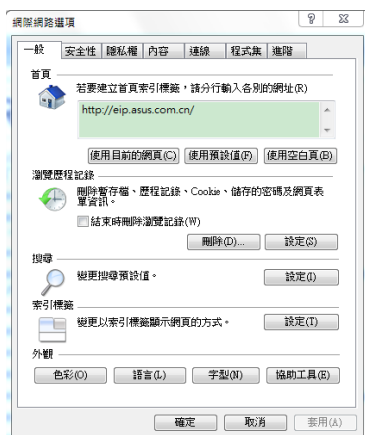 網際網路選項
一般 安全性 隱私權 內容 連線 程式集 進階
首頁
若要建立首頁索引標籤，請分行輸入各別的網址(R)
http://eip.asus.com.cn/
使用目前的網頁(C) 使用預設值(F) 使用空白頁(B)
瀏覽歷程記錄
刪除暫存檔、歷程記錄、Cookie、儲存的密碼及網頁表
單資訊。
結束時刪除瀏覽記錄(W)
刪除(D)... 設定(S)
搜尋
變更搜尋預設值。 設定(I)
索引標籤
變更以索引標籤顯示網頁的方式。 設定(T)
外觀
色彩(O) 語言(L) 字型(N) 協助工具(E)
確定 取消 套用(A)